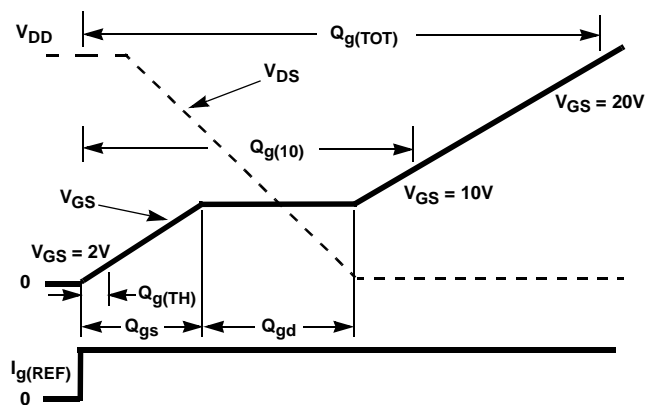 V_DD
Q_g(TOT)
V_DS
V_GS = 20V
Q_g(10)
V_GS
V_GS = 10V
V_GS = 2V
0
Q_g(TH)
Q_gs
Q_gd
I_g(REF)
0